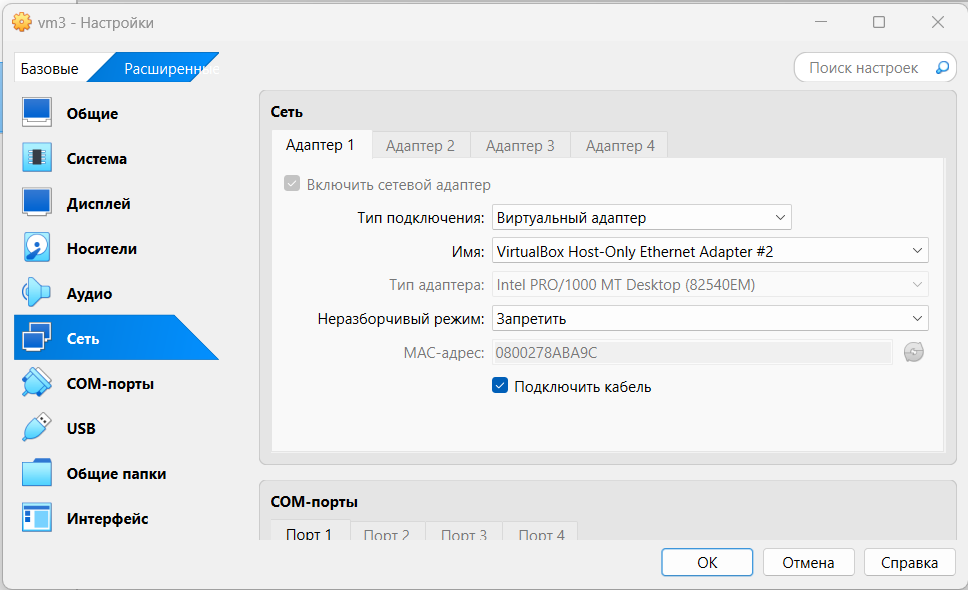 vm3 - Настройки
Базовые
Расширенные
Поиск настроек
Общие
Система
Дисплей
Носители
Аудио
Сеть
COM-порты
USB
Общие папки
Интерфейс
Сеть
Адаптер 1
Адаптер 2
Адаптер 3
Адаптер 4
Включить сетевой адаптер
Тип подключения: Виртуальный адаптер
Имя: VirtualBox Host-Only Ethernet Adapter #2
Тип адаптера: Intel PRO/1000 MT Desktop (82540EM)
Неразборчивый режим: Запретить
MAC-адрес: 0800278ABA9C
Подключить кабель
COM-порты
Порт 1
Порт 2
Порт 3
Порт 4
OK
Отмена
Справка